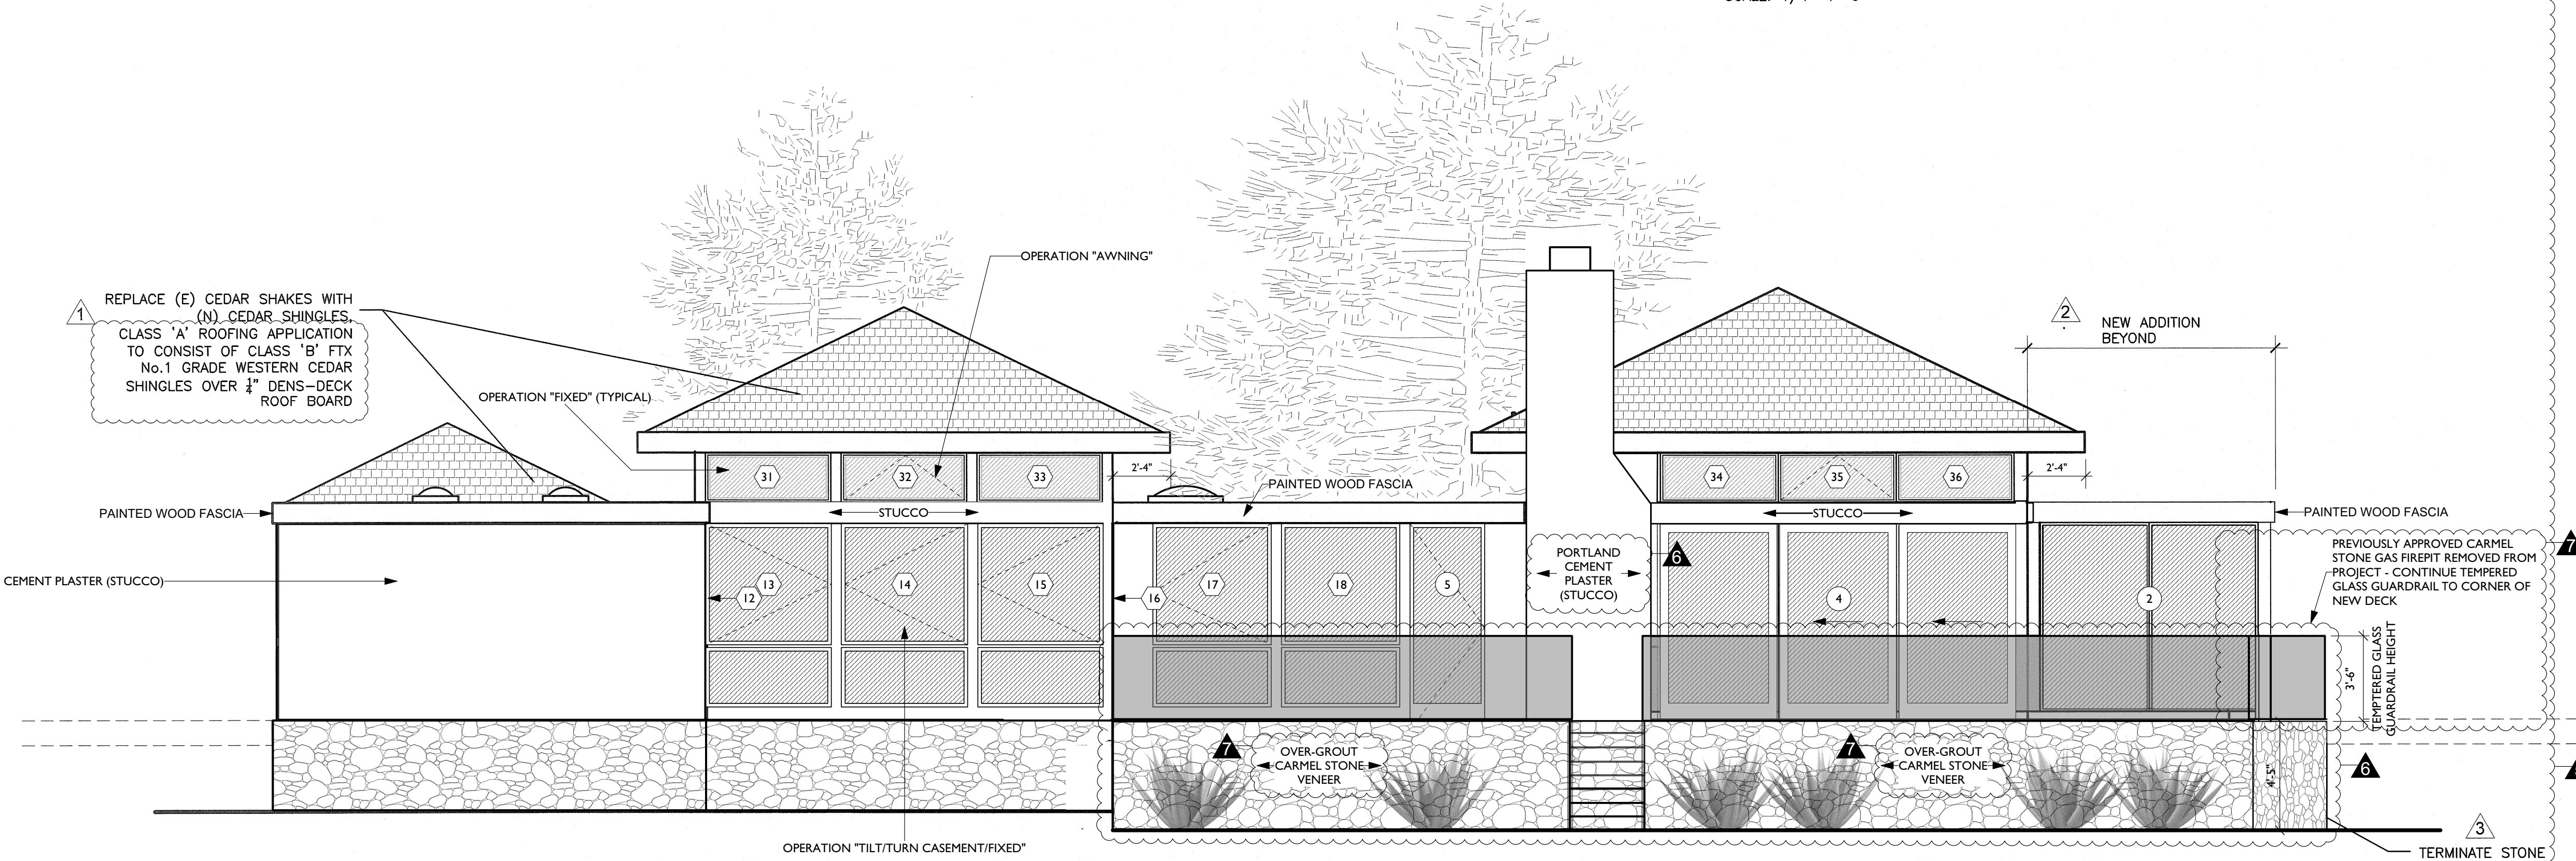 1
REPLACE (E) CEDAR SHAKES WITH
(N) CEDAR SHINGLES,
CLASS 'A' ROOFING APPLICATION
TO CONSIST OF CLASS 'B' FTX
No.1 GRADE WESTERN CEDAR
SHINGLES OVER 1/4" DENS-DECK
ROOF BOARD
OPERATION "AWNING"
2
NEW ADDITION
BEYOND
OPERATION "FIXED" (TYPICAL)
31
32
33
2'-4"
34
35
36
2'-4"
PAINTED WOOD FASCIA
PAINTED WOOD FASCIA
STUCCO
STUCCO
PAINTED WOOD FASCIA
CEMENT PLASTER (STUCCO)
12
13
14
15
16
17
18
5
PORTLAND
CEMENT
PLASTER
(STUCCO)
6
4
2
PREVIOUSLY APPROVED CARMEL
STONE GAS FIREPIT REMOVED FROM
PROJECT - CONTINUE TEMPERED
GLASS GUARDRAIL TO CORNER OF
NEW DECK
7
3'-6"
TEMPTERED GLASS
GUARDRAIL HEIGHT
7
OVER-GROUT
CARMEL STONE
VENEER
7
OVER-GROUT
CARMEL STONE
VENEER
4'-5"
6
3
TERMINATE STONE
OPERATION "TILT/TURN CASEMENT/FIXED"